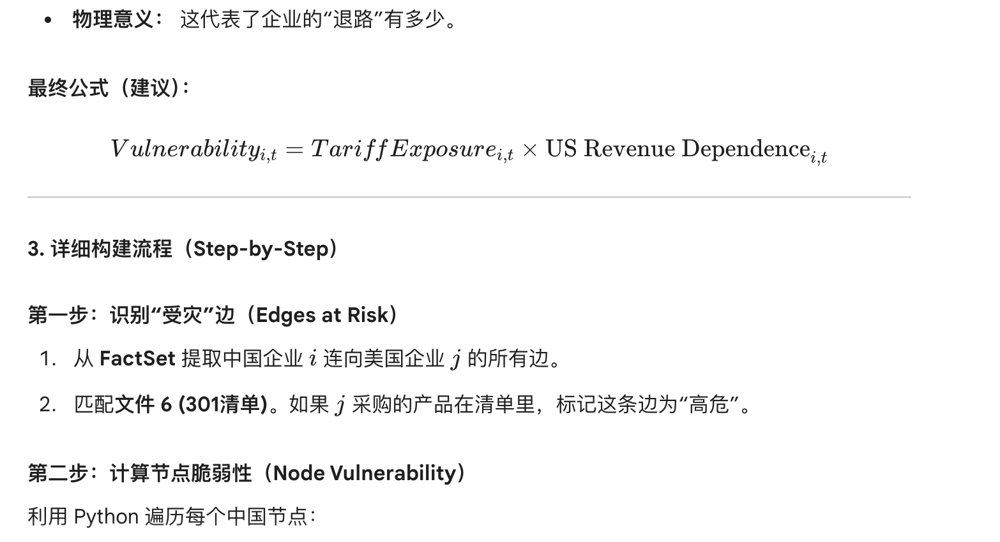 • 物理意义： 这代表了企业的“退路”有多少。
最终公式（建议）：
$Vulnerability_{i,t} = TariffExposure_{i,t} \times \text{US Revenue Dependence}_{i,t}$
3. 详细构建流程（Step-by-Step）
第一步：识别“受灾”边（Edges at Risk）
1. 从 FactSet 提取中国企业 i 连向美国企业 j 的所有边。
2. 匹配文件 6 (301清单)。如果 j 采购的产品在清单里，标记这条边为“高危”。
第二步：计算节点脆弱性（Node Vulnerability）
利用 Python 遍历每个中国节点：